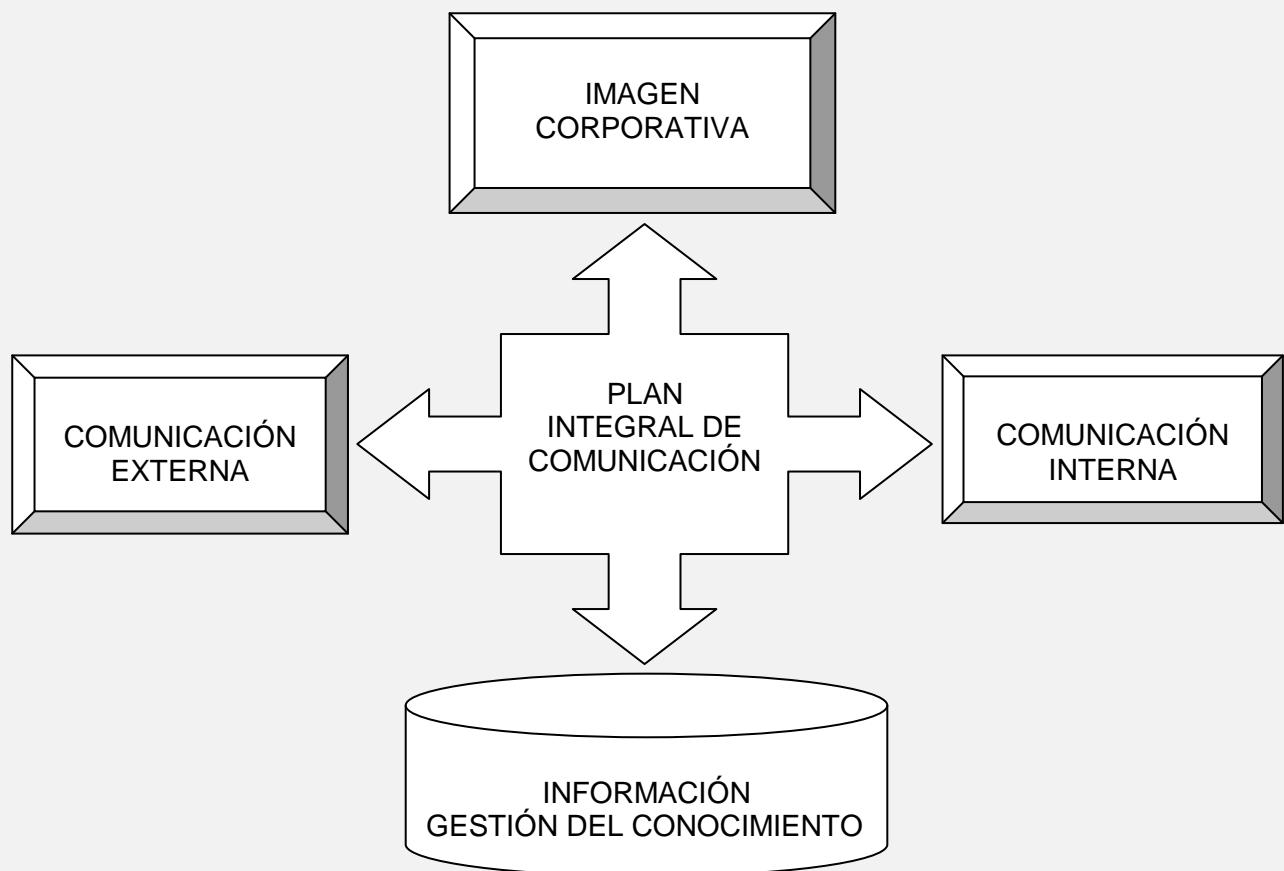 IMAGEN
CORPORATIVA
COMUNICACIÓN
EXTERNA
PLAN
INTEGRAL DE
COMUNICACIÓN
COMUNICACIÓN
INTERNA
INFORMACIÓN
GESTIÓN DEL CONOCIMIENTO